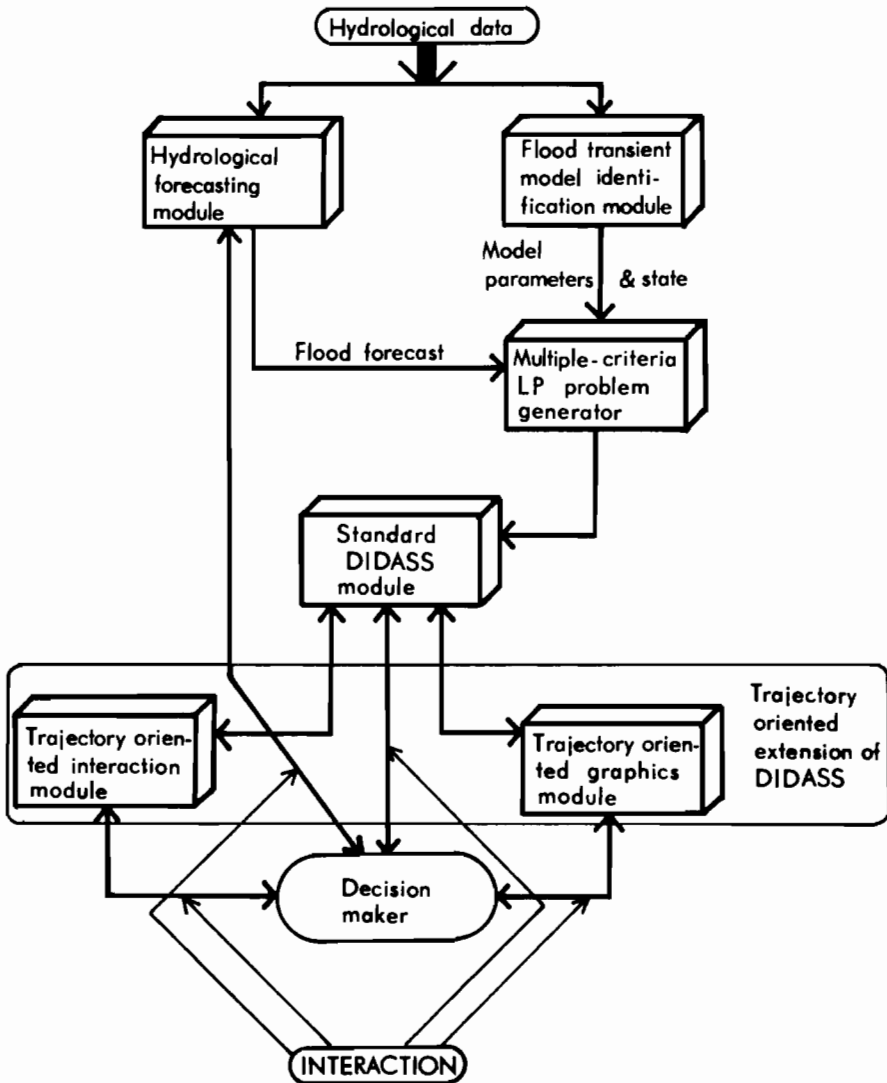 Hydrological data
Hydrological
forecasting
module
Flood transient
model identi-
fication module
Model
parameters & state
Flood forecast
Multiple-criteria
LP problem
generator
Standard
DIDASS
module
Trajectory orien-
ted interaction
module
Trajectory orien-
ted graphics
module
Trajectory
oriented
extension of
DIDASS
Decision
maker
INTERACTION